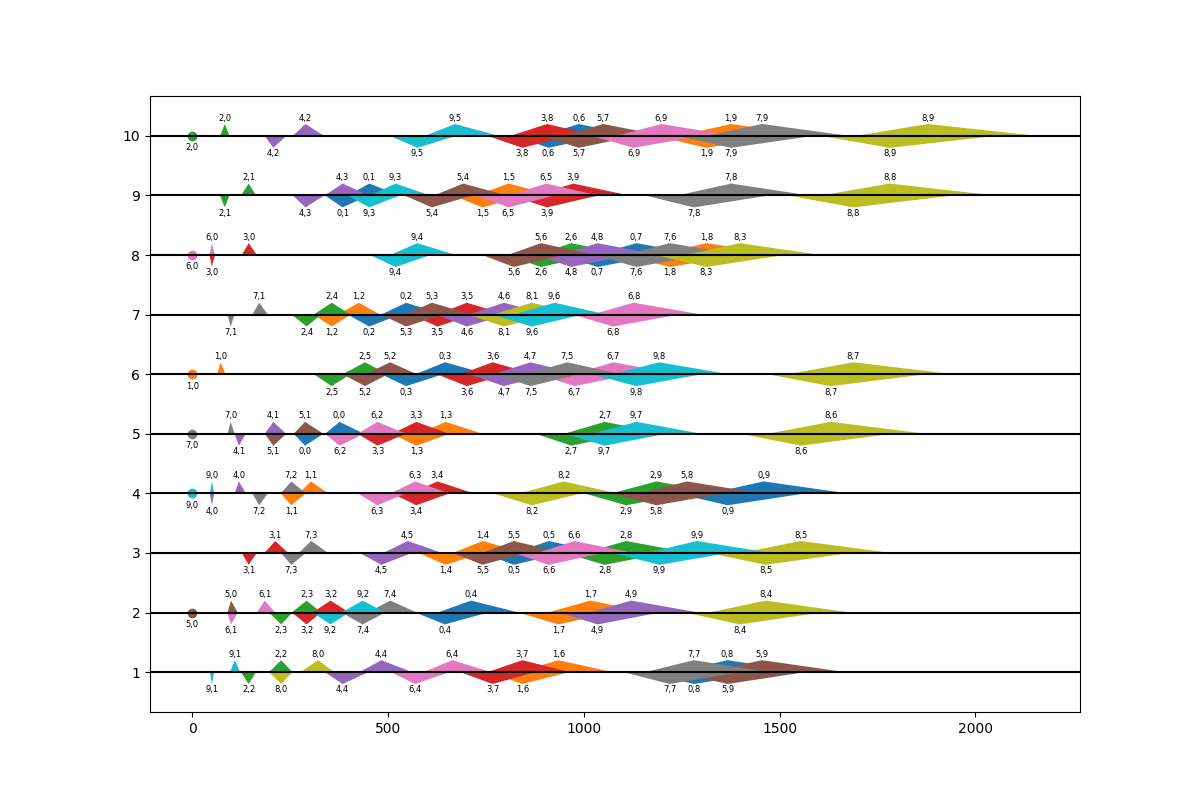 2,0 4,2 9,5 3,8 0,6 5,7 6,9 1,9 7,9 8,9
10
2,0 4,2 9,5 3,8 0,6 5,7 6,9 1,9 7,9 8,9
2,1 4,3 0,1 9,3 5,4 1,5 6,5 3,9 7,8 8,8
9
2,1 4,3 0,1 9,3 5,4 1,5 6,5 3,9 7,8 8,8
6,0 3,0 9,4 5,6 2,6 4,8 0,7 7,6 1,8 8,3
8
6,0 3,0 9,4 5,6 2,6 4,8 0,7 7,6 1,8 8,3
7,1 2,4 1,2 0,2 5,3 3,5 4,6 8,1 9,6 6,8
7
7,1 2,4 1,2 0,2 5,3 3,5 4,6 8,1 9,6 6,8
1,0 2,5 5,2 0,3 3,6 4,7 7,5 6,7 9,8 8,7
6
1,0 2,5 5,2 0,3 3,6 4,7 7,5 6,7 9,8 8,7
7,0 4,1 5,1 0,0 6,2 3,3 1,3 2,7 9,7 8,6
5
7,0 4,1 5,1 0,0 6,2 3,3 1,3 2,7 9,7 8,6
9,0 4,0 7,2 1,1 6,3 3,4 8,2 2,9 5,8 0,9
4
9,0 4,0 7,2 1,1 6,3 3,4 8,2 2,9 5,8 0,9
3,1 7,3 4,5 1,4 5,5 0,5 6,6 2,8 9,9 8,5
3
3,1 7,3 4,5 1,4 5,5 0,5 6,6 2,8 9,9 8,5
5,0 6,1 2,3 3,2 9,2 7,4 0,4 1,7 4,9 8,4
2
5,0 6,1 2,3 3,2 9,2 7,4 0,4 1,7 4,9 8,4
9,1 2,2 8,0 4,4 6,4 3,7 1,6 7,7 0,8 5,9
1
9,1 2,2 8,0 4,4 6,4 3,7 1,6 7,7 0,8 5,9
0 500 1000 1500 2000